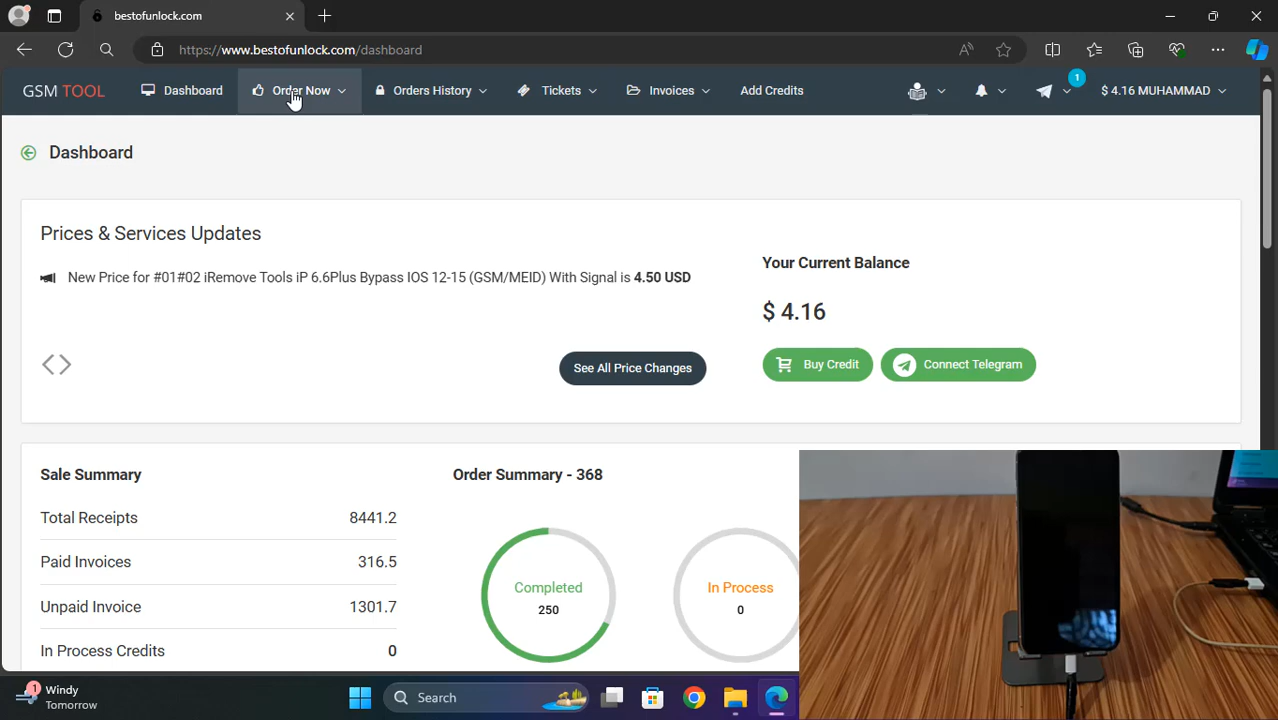 bestofunlock.com
https://www.bestofunlock.com/dashboard
GSM TOOL
Dashboard
Order Now
Orders History
Tickets
Invoices
Add Credits
1
$ 4.16 MUHAMMAD
Dashboard
Prices & Services Updates
New Price for #01#02 iRemove Tools iP 6.6Plus Bypass IOS 12-15 (GSM/MEID) With Signal is 4.50 USD
See All Price Changes
Your Current Balance
$ 4.16
Buy Credit
Connect Telegram
Sale Summary
Total Receipts 8441.2
Paid Invoices 316.5
Unpaid Invoice 1301.7
In Process Credits 0
Order Summary - 368
Completed
250
In Process
0
1
Windy
Tomorrow
Search